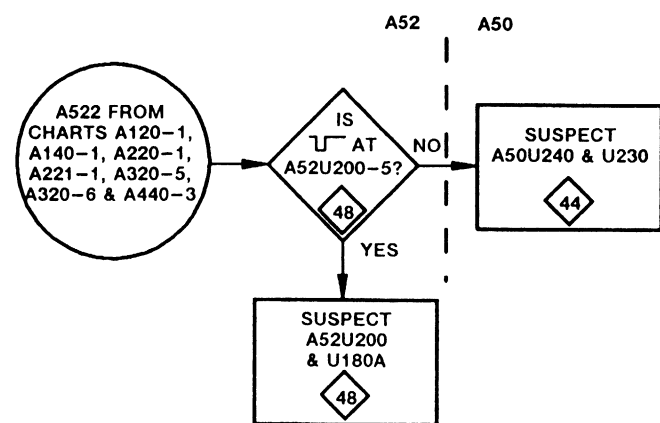 A52
A50
A522 FROM
CHARTS A120-1,
A140-1, A220-1,
A221-1, A320-5,
A320-6 & A440-3
IS
AT
A52U200-5?
48
NO
YES
SUSPECT
A50U240 & U230
44
SUSPECT
A52U200
& U180A
48